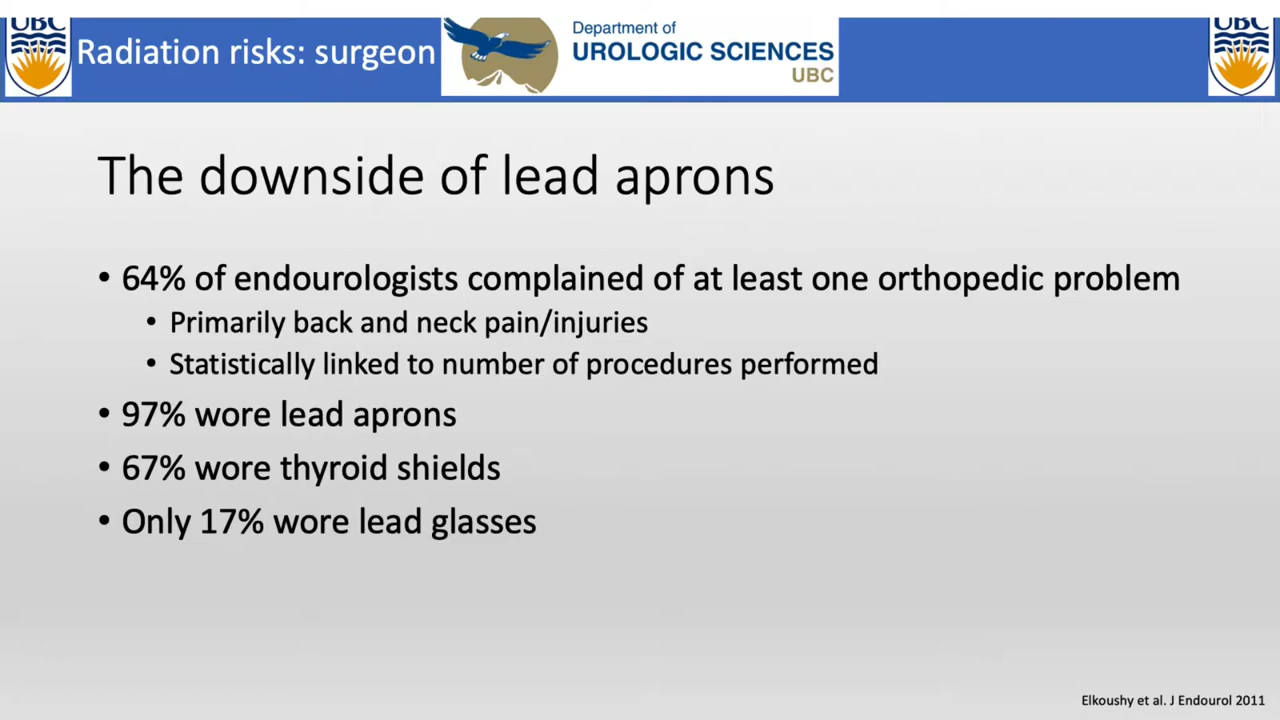 UBC
Radiation risks: surgeon
Department of
UROLOGIC SCIENCES
UBC
UBC
The downside of lead aprons
• 64% of endourologists complained of at least one orthopedic problem
• Primarily back and neck pain/injuries
• Statistically linked to number of procedures performed
• 97% wore lead aprons
• 67% wore thyroid shields
• Only 17% wore lead glasses
Elkoushy et al. J Endourol 2011